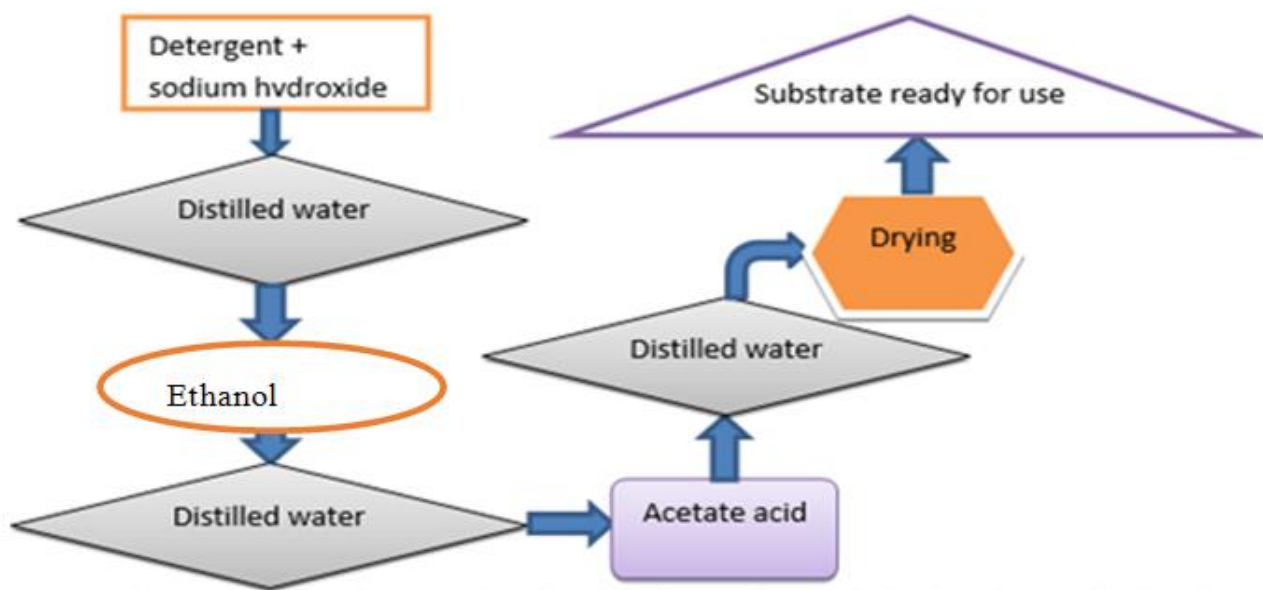 Detergent +
sodium hvdroxide
Distilled water
Ethanol
Distilled water
Acetate acid
Distilled water
Drying
Substrate ready for use